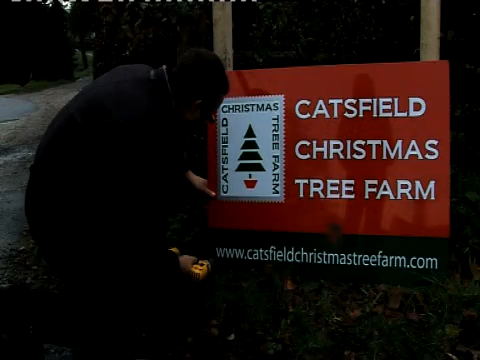 CHRISTMAS
CATSFIELD
TREE FARM
CATSFIELD
CHRISTMAS
TREE FARM
www.catsfieldchristmastreefarm.com